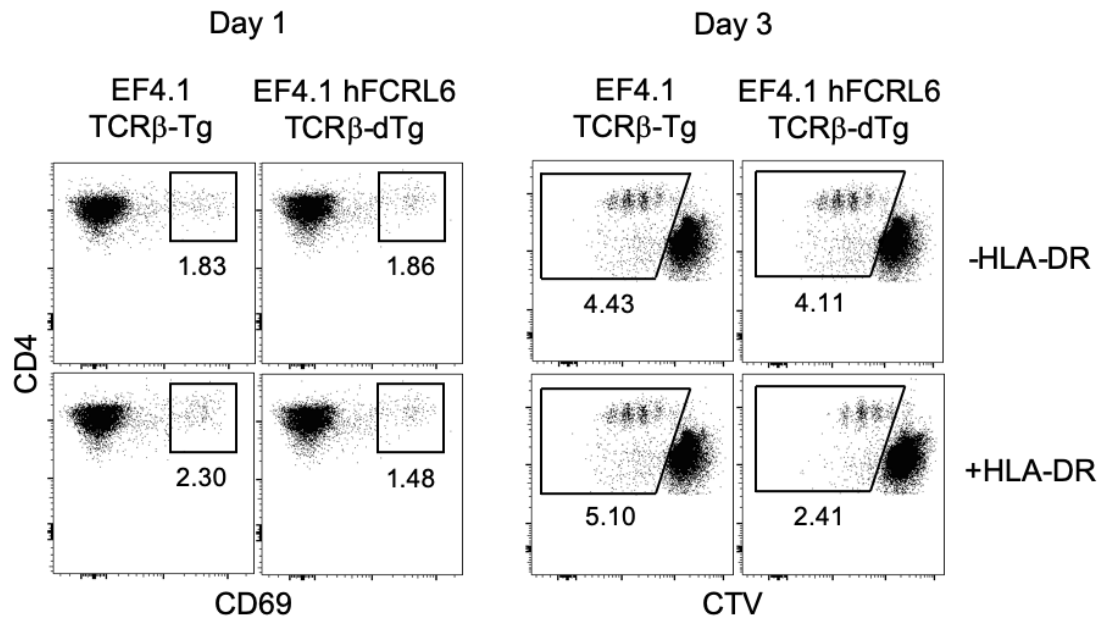 Day 1
Day 3
EF4.1
TCRβ-Tg
EF4.1 hFCRL6
TCRβ-dTg
EF4.1
TCRβ-Tg
EF4.1 hFCRL6
TCRβ-dTg
1.83
1.86
4.43
4.11
-HLA-DR
CD4
2.30
1.48
5.10
2.41
+HLA-DR
CD69
CTV